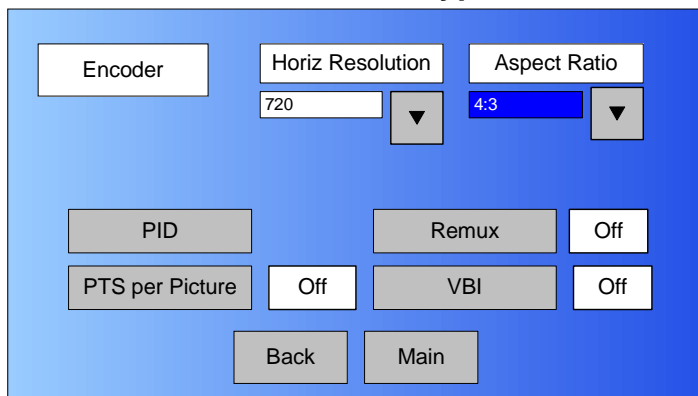 Encoder
Horiz Resolution
Aspect Ratio
720
4:3
PID
Remux
Off
PTS per Picture
Off
VBI
Off
Back
Main